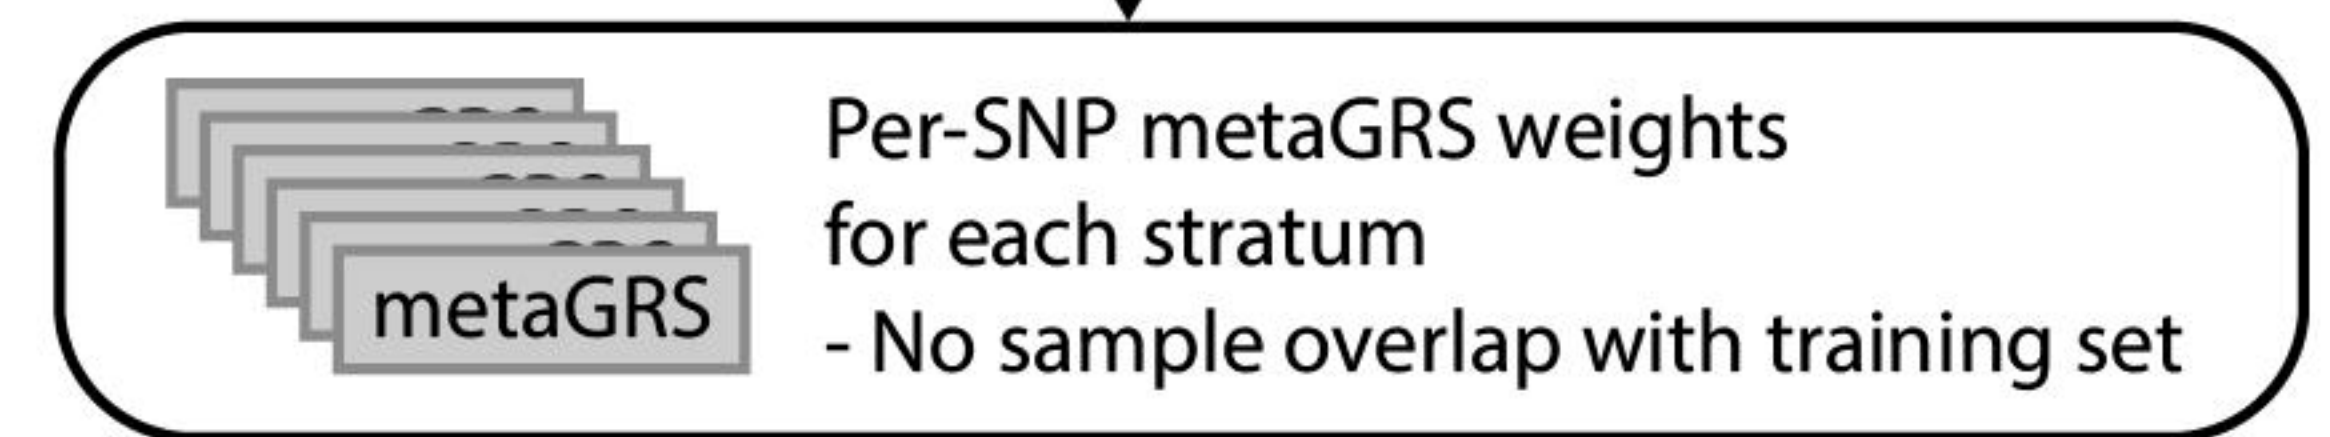 metaGRS
Per-SNP metaGRS weights
for each stratum
- No sample overlap with training set